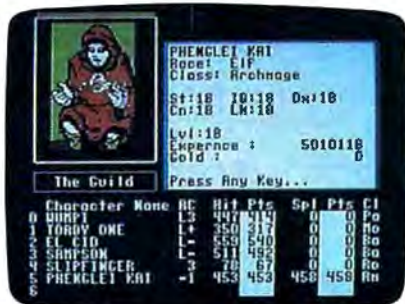 PHENGLEI KAI
Race: Elf
Class: Archmage
St:18 IQ:18 Dx:18
Cn:18 Lk:18
Lvl:18
Expernce : 5010118
Gold : 0
Press Any Key...
The Guild
Character Name AC Hit Pts Spl Pts Cl
0 WUMPI L3 447 414 0 0 Pa
1 TORDY ONE L+ 350 317 0 0 Mo
2 EL CID L- 559 540 0 0 Ba
3 SAMPSON L- 511 492 0 0
4 SLIPFINGER 3 78 67 0 0 Ro
5 PHENGLEI KAI -1 453 453 458 458
6